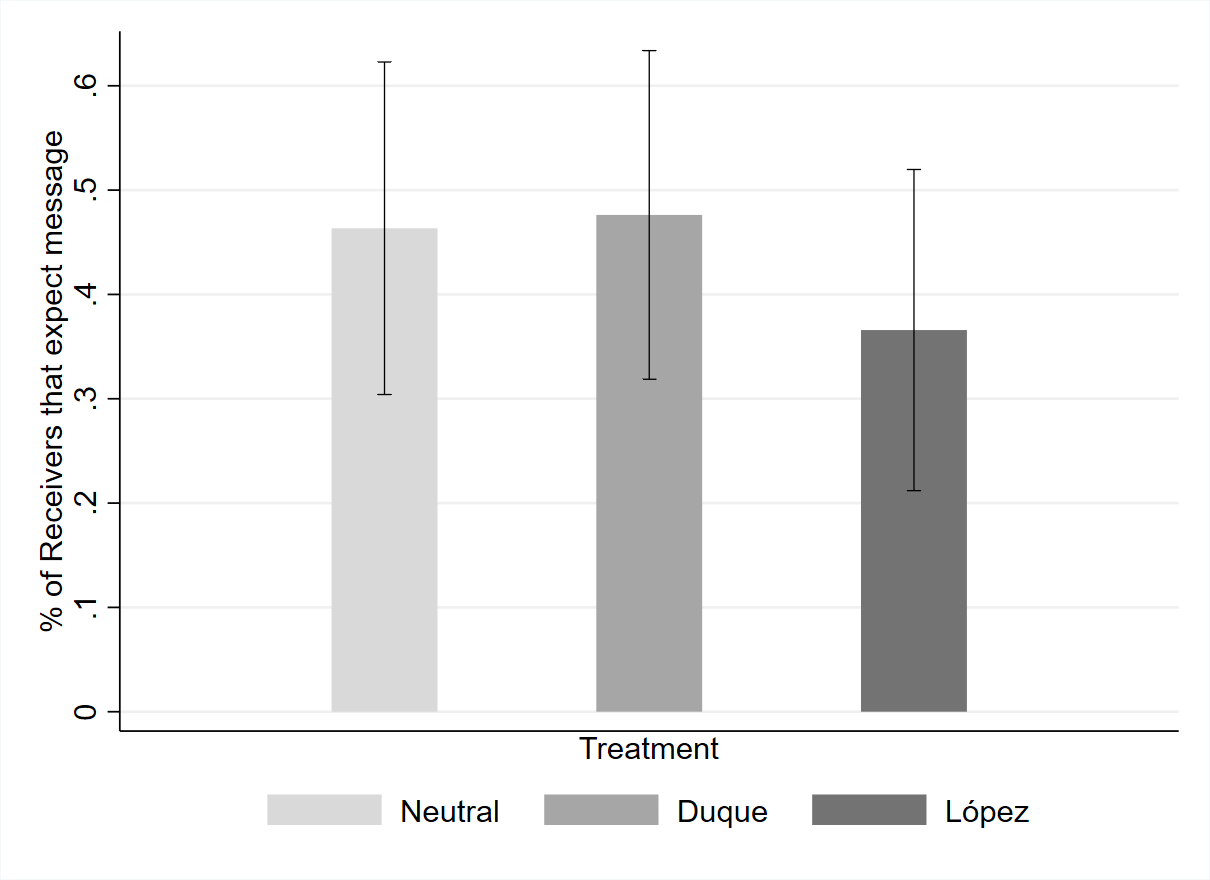 % of Receivers that expect message
.6
.5
.4
.3
.2
.1
0
Treatment
Neutral Duque López